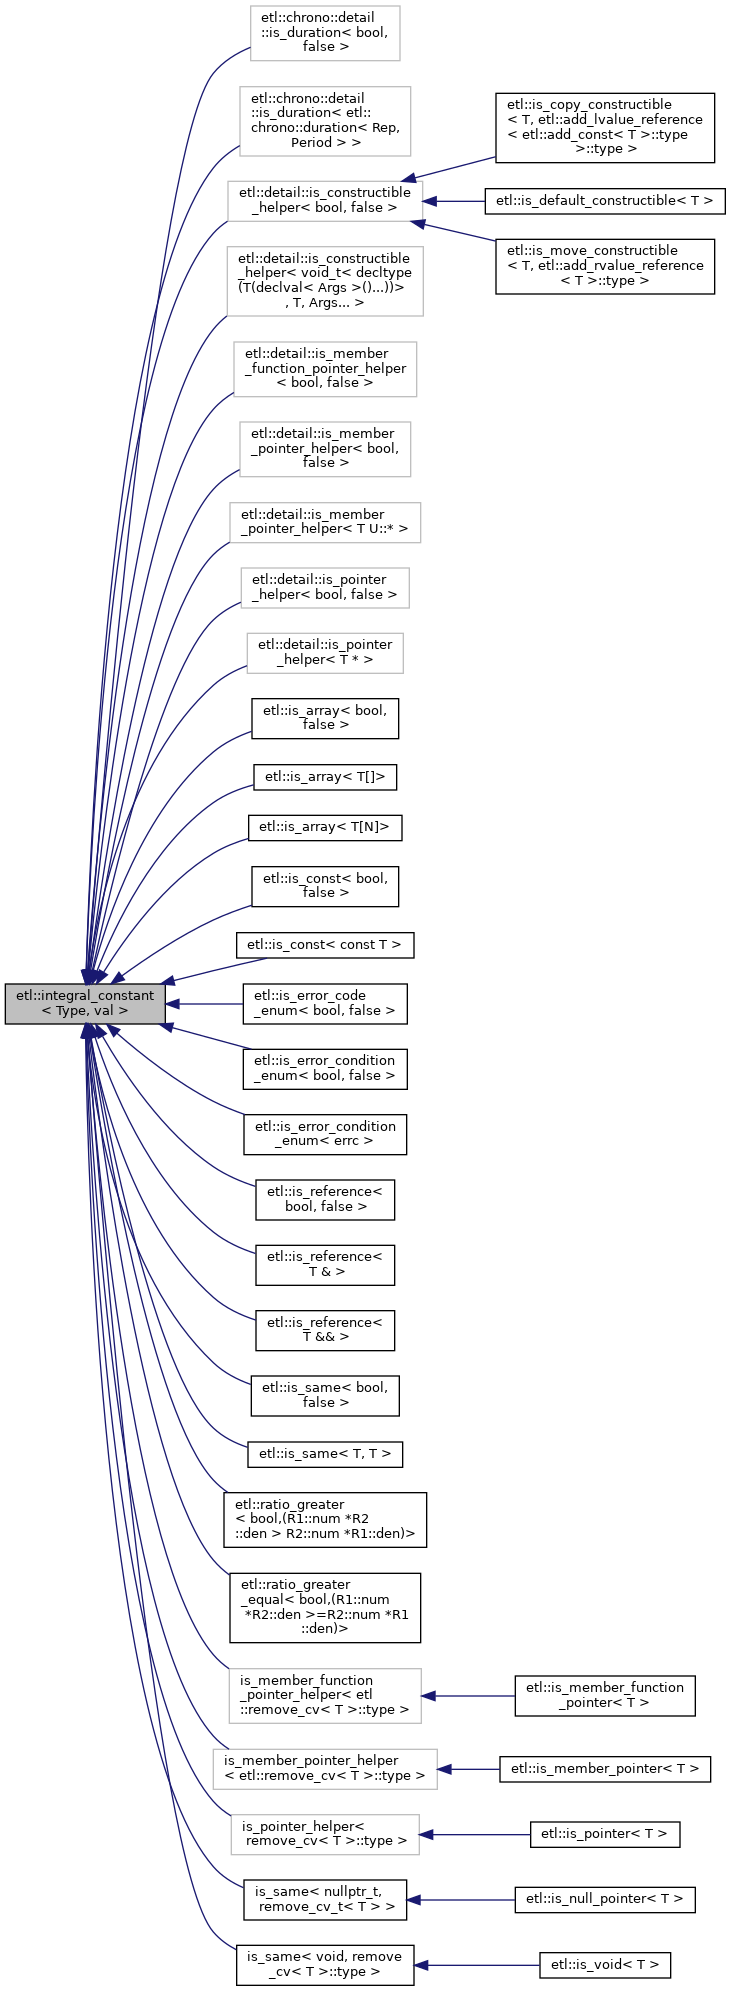 etl::chrono::detail
::is_duration< bool,
false >
etl::chrono::detail
::is_duration< etl::
chrono::duration< Rep,
Period > >
etl::is_copy_constructible
< T, etl::add_lvalue_reference
< etl::add_const< T >::type
>::type >
etl::detail::is_constructible
_helper< bool, false >
etl::is_default_constructible< T >
etl::is_move_constructible
< T, etl::add_rvalue_reference
< T >::type >
etl::detail::is_constructible
_helper< void_t< decltype
(T(declval< Args >()...))>
, T, Args... >
etl::detail::is_member
_function_pointer_helper
< bool, false >
etl::detail::is_member
_pointer_helper< bool,
false >
etl::detail::is_member
_pointer_helper< T U::* >
etl::detail::is_pointer
_helper< bool, false >
etl::detail::is_pointer
_helper< T * >
etl::is_array< bool,
false >
etl::is_array< T[]>
etl::is_array< T[N]>
etl::is_const< bool,
false >
etl::is_const< const T >
etl::integral_constant
< Type, val >
etl::is_error_code
_enum< bool, false >
etl::is_error_condition
_enum< bool, false >
etl::is_error_condition
_enum< errc >
etl::is_reference<
bool, false >
etl::is_reference<
T & >
etl::is_reference<
T && >
etl::is_same< bool,
false >
etl::is_same< T, T >
etl::ratio_greater
< bool,(R1::num *R2
::den > R2::num *R1::den)>
etl::ratio_greater
_equal< bool,(R1::num
*R2::den >=R2::num *R1
::den)>
is_member_function
_pointer_helper< etl
::remove_cv< T >::type >
etl::is_member_function
_pointer< T >
is_member_pointer_helper
< etl::remove_cv< T >::type >
etl::is_member_pointer< T >
is_pointer_helper<
remove_cv< T >::type >
etl::is_pointer< T >
is_same< nullptr_t,
remove_cv_t< T > >
etl::is_null_pointer< T >
is_same< void, remove
_cv< T >::type >
etl::is_void< T >